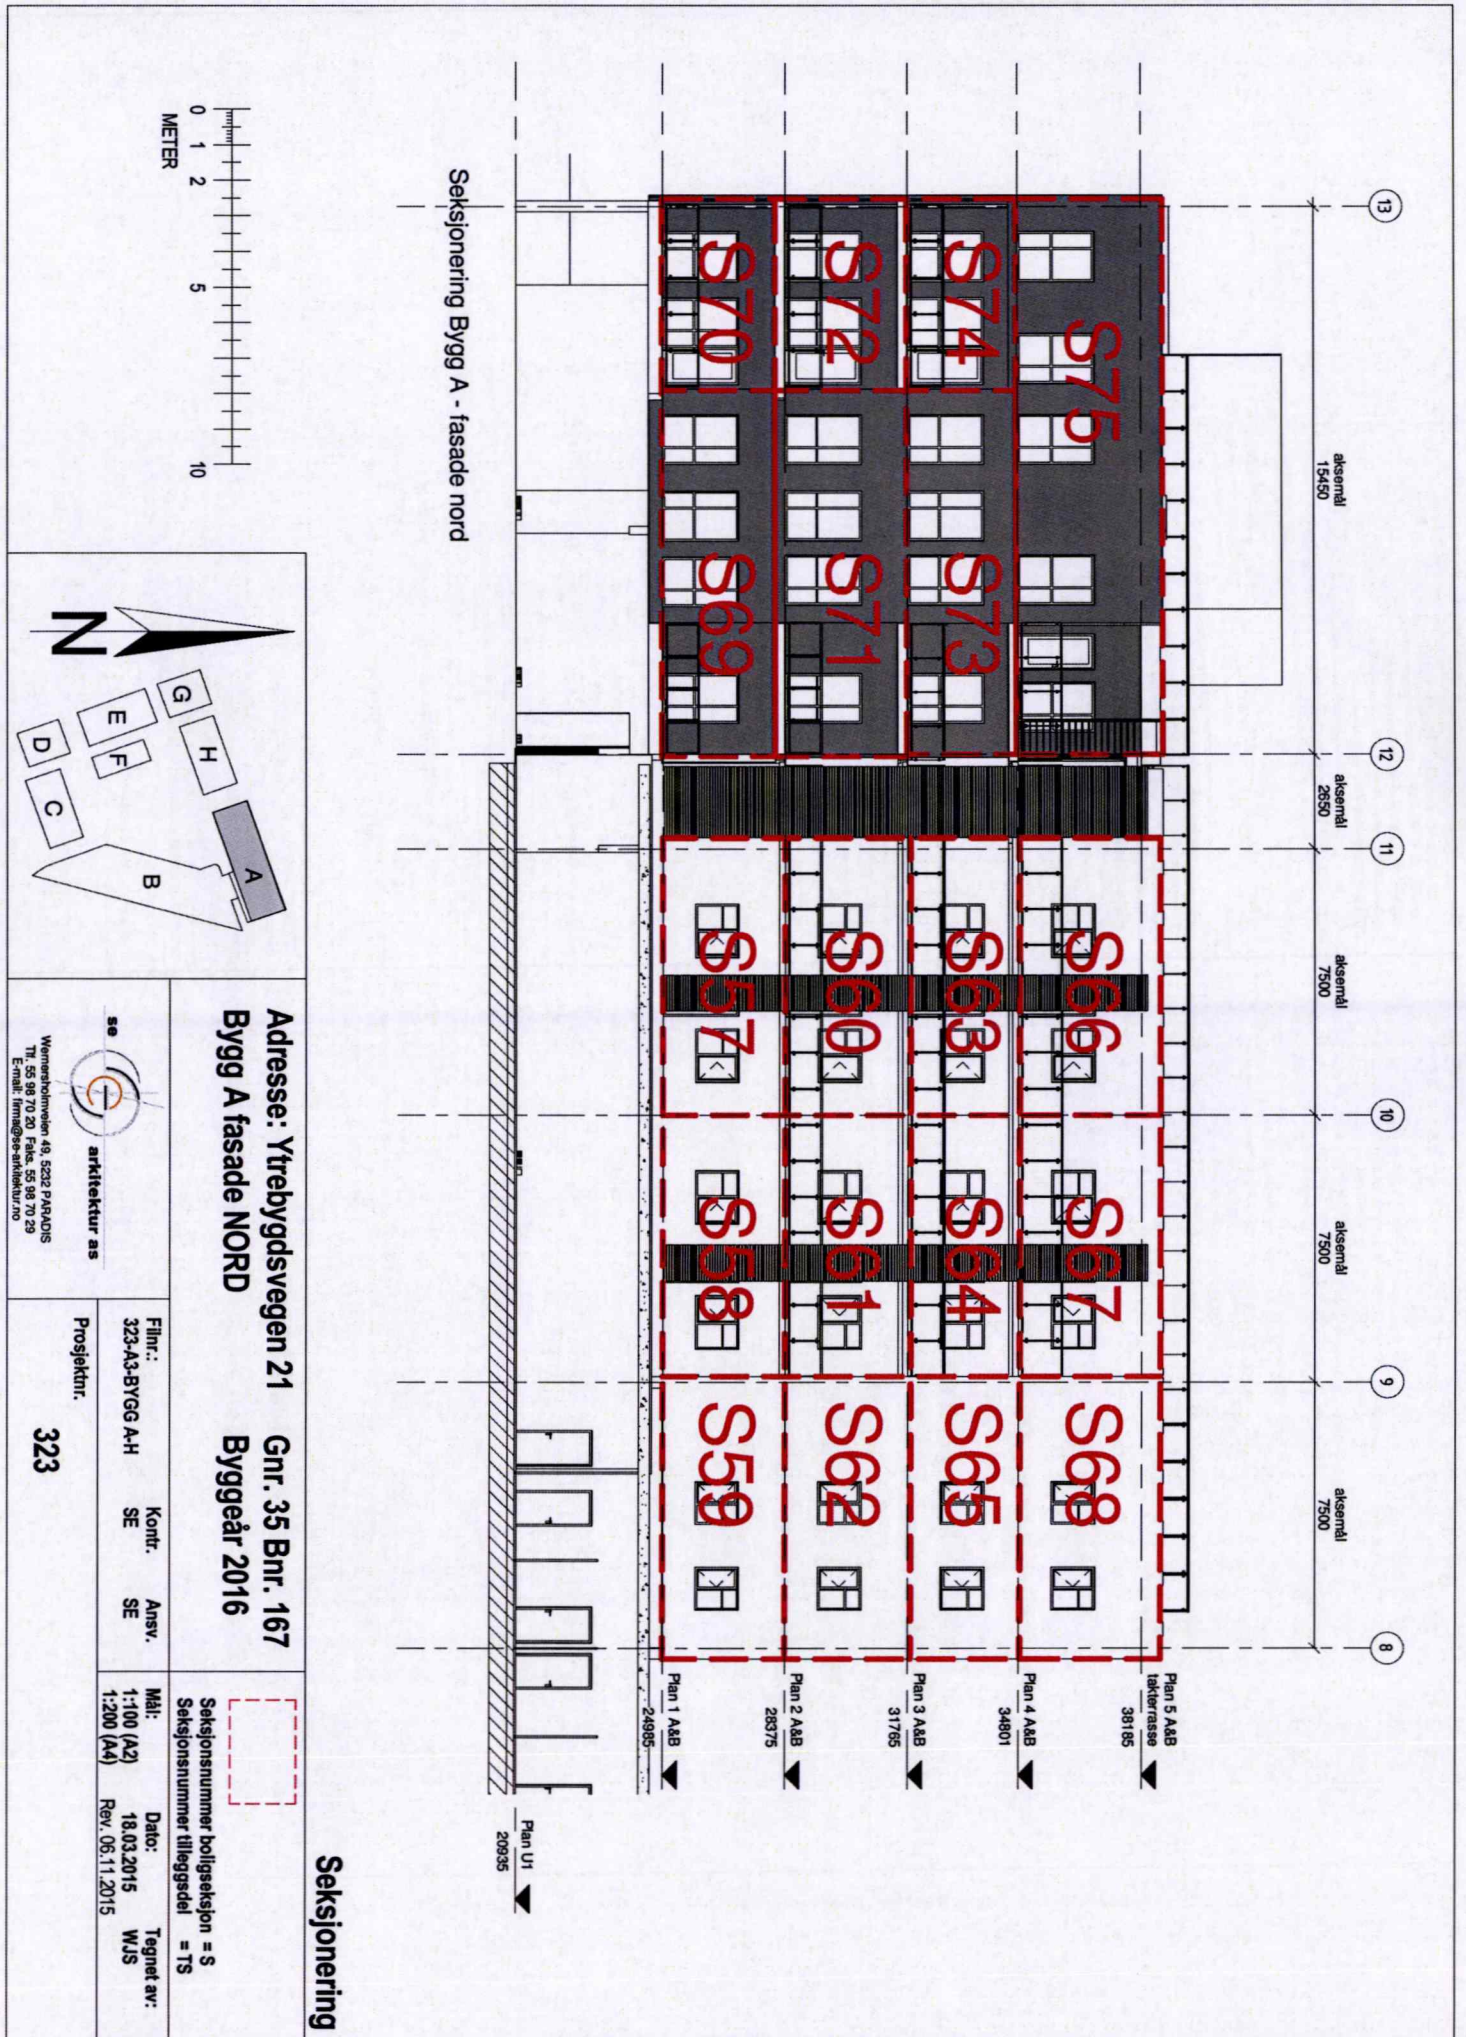 13
12
11
10
9
8
aksemål
15450
aksemål
2650
aksemål
7500
aksemål
7500
aksemål
7500
S75
S66
S67
S68
S74
S73
S63
S64
S65
S72
S71
S60
S61
S62
S70
S69
S57
S58
S59
Plan 5 A&B
takterrasse
38185
Plan 4 A&B
34801
Plan 3 A&B
31765
Plan 2 A&B
28375
Plan 1 A&B
24985
Plan U1
20935
Seksjonering Bygg A - fasade nord
0 1 2 5 10
METER
N
A
B
C
D
E
F
G
H
Seksjonering
Adresse: Ytrebygdsvegen 21 Gnr. 35 Bnr. 167
Bygg A fasade NORD Byggeår 2016
Seksjonsnummer boligseksjon = S
Seksjonsnummer tilleggsdel = TS
se arkitektur as
Wernersholmveien 49, 5232 PARADIS
Tlf. 55 98 70 20 Faks. 55 98 70 29
E-mail: firma@se-arkitektur.no
Filnr.: Kontr. Ansv. Mål: Dato: Tegnet av:
323-A3-BYGG A-H SE SE 1:100 (A2) 18.03.2015 WJS
1:200 (A4) Rev. 06.11.2015
Prosjektnr.
323